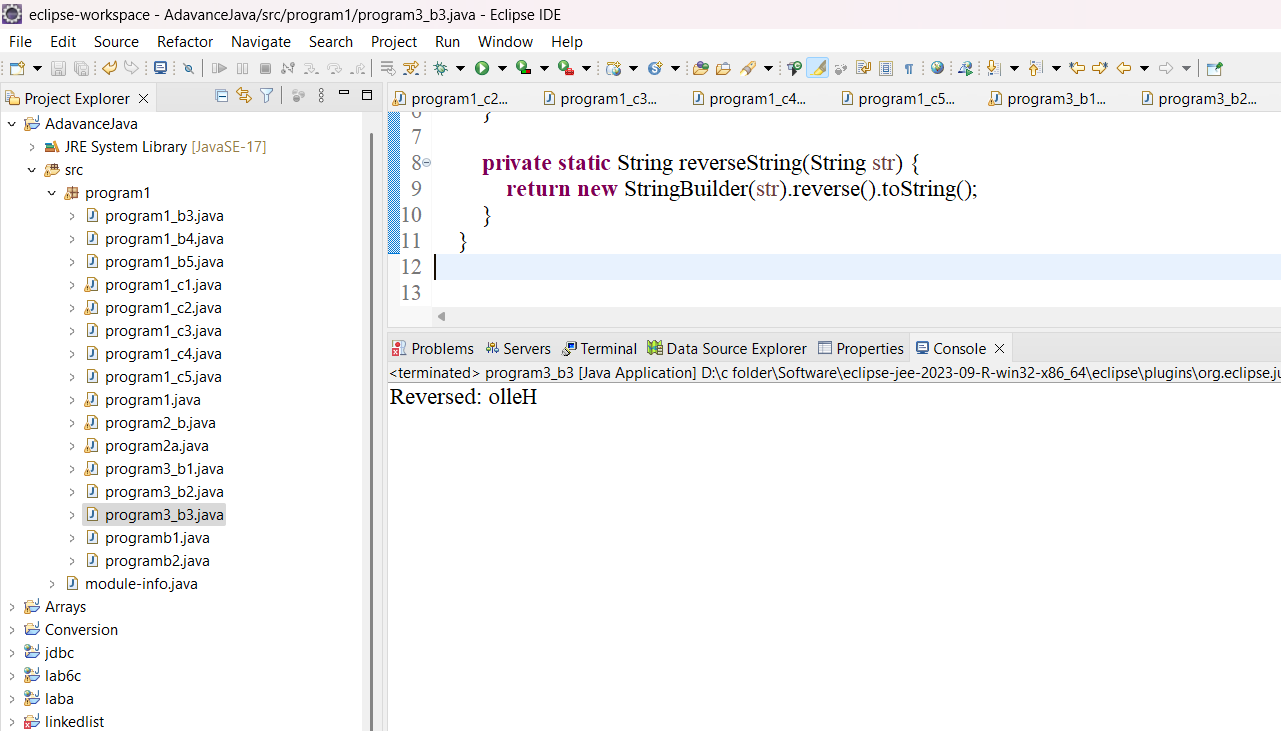 eclipse-workspace - AdavanceJava/src/program1/program3_b3.java - Eclipse IDE
File Edit Source Refactor Navigate Search Project Run Window Help
Project Explorer
AdavanceJava
JRE System Library [JavaSE-17]
src
program1
program1_b3.java
program1_b4.java
program1_b5.java
program1_c1.java
program1_c2.java
program1_c3.java
program1_c4.java
program1_c5.java
program1.java
program2_b.java
program2a.java
program3_b1.java
program3_b2.java
program3_b3.java
programb1.java
programb2.java
module-info.java
Arrays
Conversion
jdbc
lab6c
laba
linkedlist
program1_c2... program1_c3... program1_c4... program1_c5... program3_b1... program3_b2...
6 }
7
8 private static String reverseString(String str) {
9 return new StringBuilder(str).reverse().toString();
10 }
11 }
12
13
Problems Servers Terminal Data Source Explorer Properties Console
<terminated> program3_b3 [Java Application] D:\c folder\Software\eclipse-jee-2023-09-R-win32-x86_64\eclipse\plugins\org.eclipse.ju
Reversed: olleH